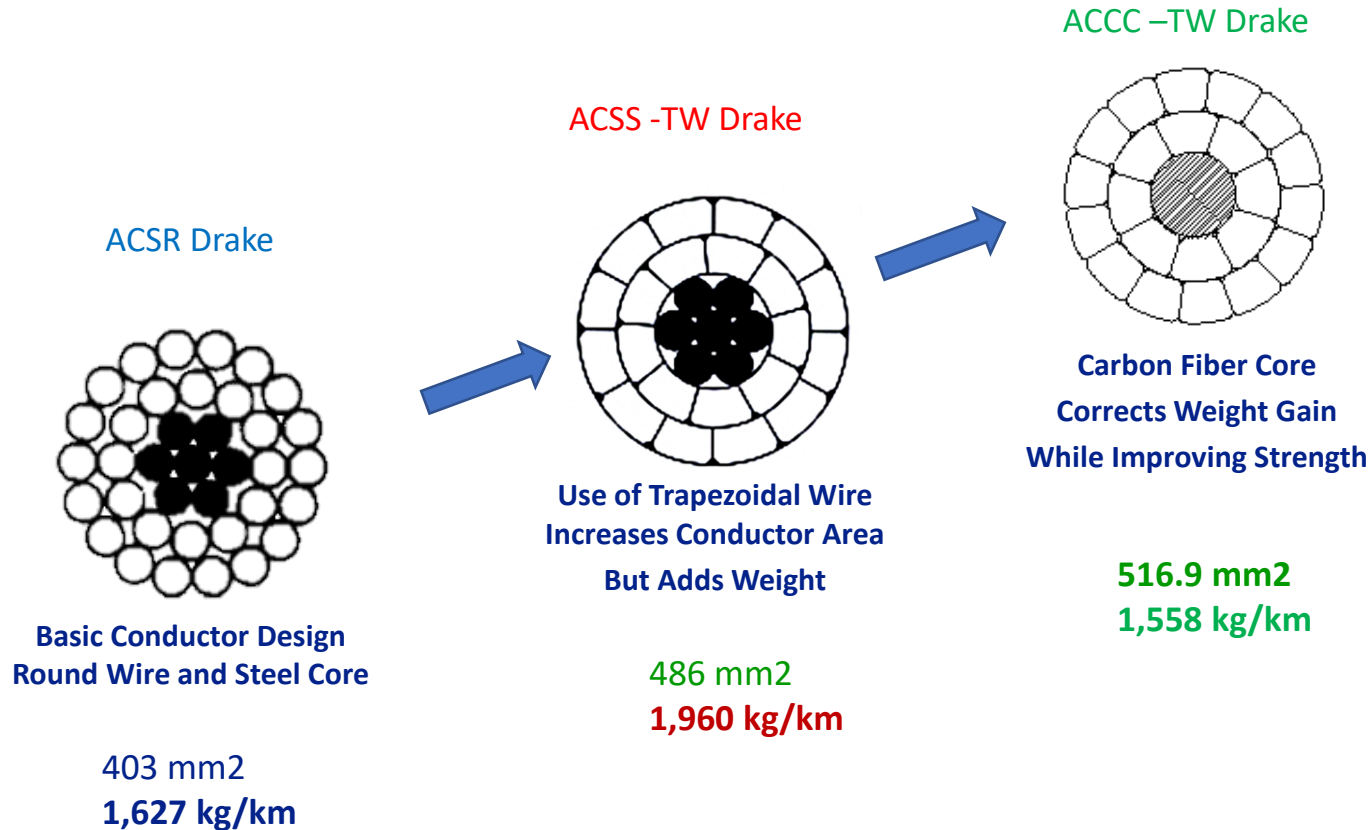 ACSR Drake
Basic Conductor Design
Round Wire and Steel Core
403 mm2
1,627 kg/km
ACSS -TW Drake
Use of Trapezoidal Wire
Increases Conductor Area
But Adds Weight
486 mm2
1,960 kg/km
ACCC –TW Drake
Carbon Fiber Core
Corrects Weight Gain
While Improving Strength
516.9 mm2
1,558 kg/km